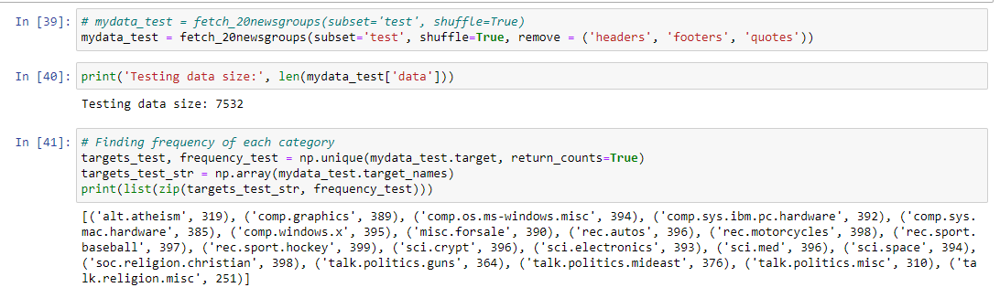 In [39]: # mydata_test = fetch_20newsgroups(subset='test', shuffle=True)
mydata_test = fetch_20newsgroups(subset='test', shuffle=True, remove = ('headers', 'footers', 'quotes'))
In [40]: print('Testing data size:', len(mydata_test['data']))
Testing data size: 7532
In [41]: # Finding frequency of each category
targets_test, frequency_test = np.unique(mydata_test.target, return_counts=True)
targets_test_str = np.array(mydata_test.target_names)
print(list(zip(targets_test_str, frequency_test)))
[('alt.atheism', 319), ('comp.graphics', 389), ('comp.os.ms-windows.misc', 394), ('comp.sys.ibm.pc.hardware', 392), ('comp.sys.
mac.hardware', 385), ('comp.windows.x', 395), ('misc.forsale', 390), ('rec.autos', 396), ('rec.motorcycles', 398), ('rec.sport.
baseball', 397), ('rec.sport.hockey', 399), ('sci.crypt', 396), ('sci.electronics', 393), ('sci.med', 396), ('sci.space', 394),
('soc.religion.christian', 398), ('talk.politics.guns', 364), ('talk.politics.mideast', 376), ('talk.politics.misc', 310), ('ta
lk.religion.misc', 251)]